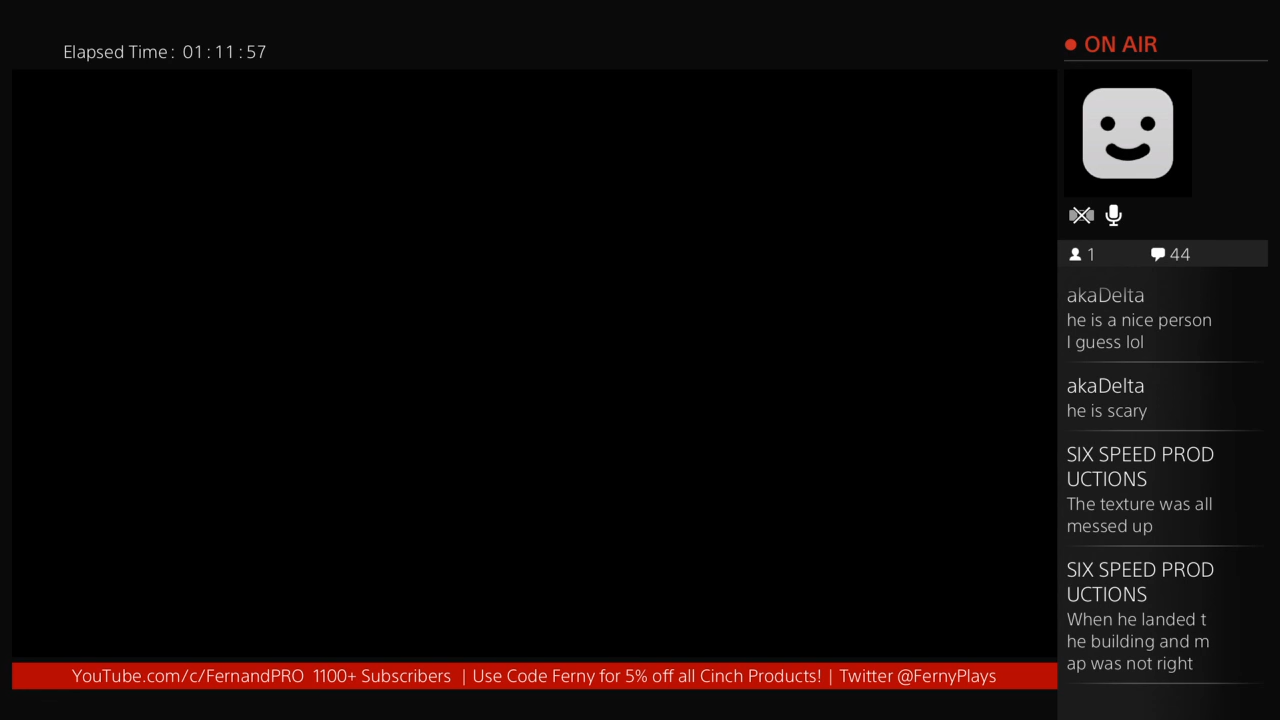 Elapsed Time: 01:11:57
ON AIR
1
44
akaDelta
he is a nice person
I guess lol
akaDelta
he is scary
SIX SPEED PROD
UCTIONS
The texture was all
messed up
SIX SPEED PROD
UCTIONS
When he landed t
he building and m
ap was not right
YouTube.com/c/FernandPRO 1100+ Subscribers | Use Code Ferny for 5% off all Cinch Products! | Twitter @FernyPlays